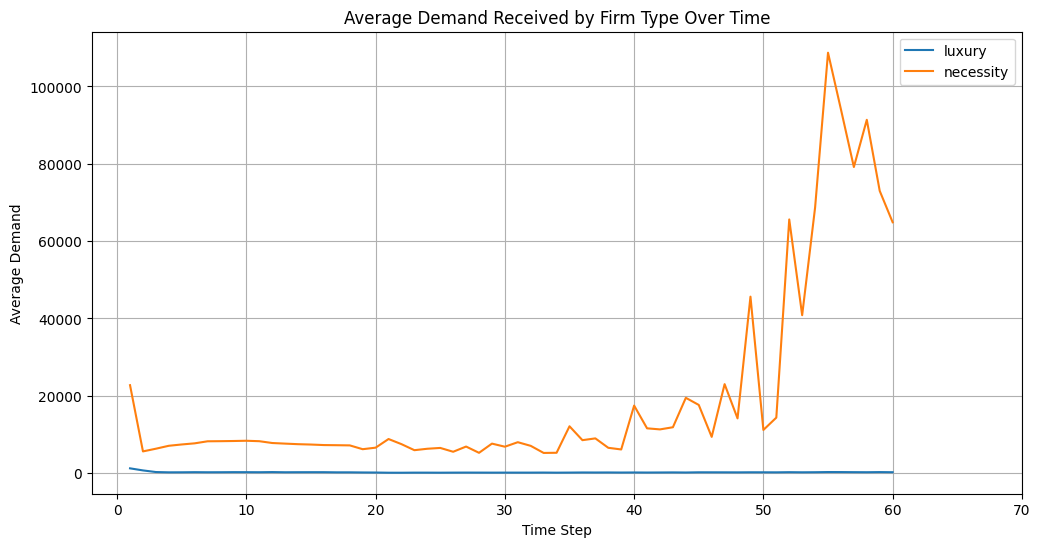 Average Demand Received by Firm Type Over Time
luxury
necessity
Average Demand
100000
80000
60000
40000
20000
0
0 10 20 30 40 50 60 70
Time Step